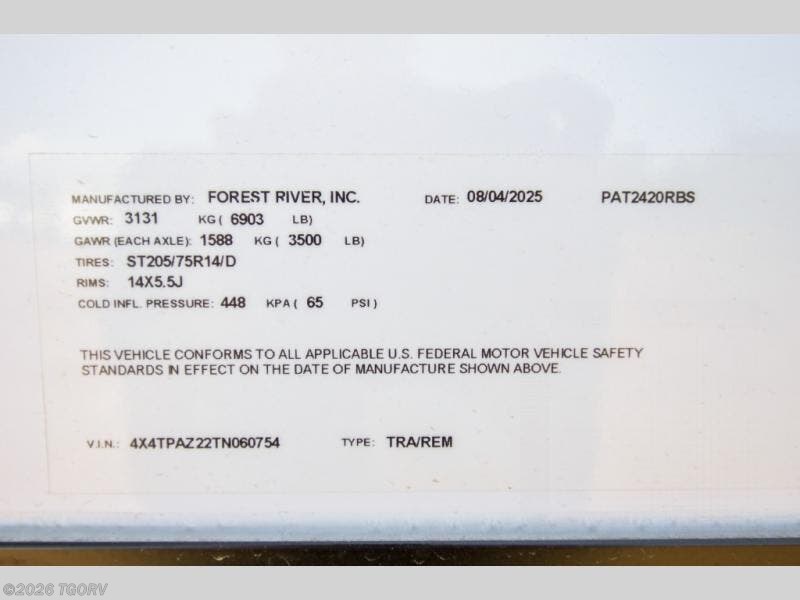 MANUFACTURED BY: FOREST RIVER, INC. DATE: 08/04/2025 PAT2420RBS
GVWR: 3131 KG ( 6903 LB)
GAWR (EACH AXLE): 1588 KG ( 3500 LB)
TIRES: ST205/75R14/D
RIMS: 14X5.5J
COLD INFL. PRESSURE: 448 KPA ( 65 PSI )
THIS VEHICLE CONFORMS TO ALL APPLICABLE U.S. FEDERAL MOTOR VEHICLE SAFETY
STANDARDS IN EFFECT ON THE DATE OF MANUFACTURE SHOWN ABOVE.
V.I.N.: 4X4TPAZ22TN060754 TYPE: TRA/REM
©2026 TGORV